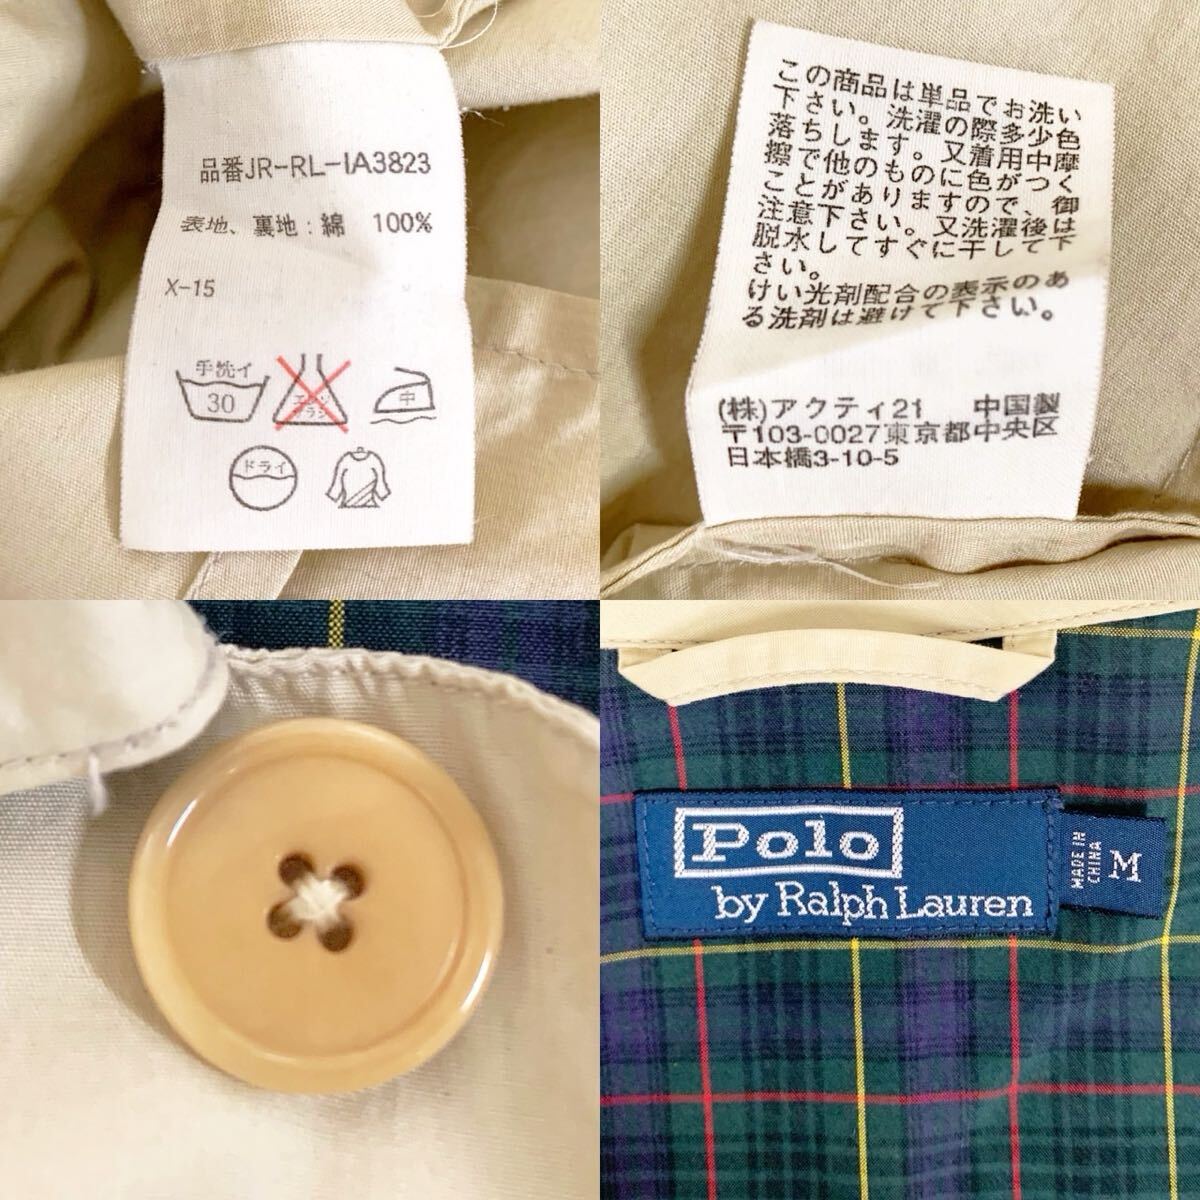 品番JR-RL-IA3823
表地、裏地：綿　100%
X-15
手洗イ
30
エンソ
サラシ
中
ドライ
この商品は単品でお洗い
下さい。洗濯の際多少色
落ちします。又着用中摩
擦で他のものに色がつく
ことがありますので、御
注意下さい。又洗濯後は
脱水してすぐに干して下
さい。
けい光剤配合の表示のあ
る洗剤は避けて下さい。
(株)アクティ21　中国製
〒103-0027東京都中央区
日本橋3-10-5
Polo
by Ralph Lauren
MADE IN
CHINA
M